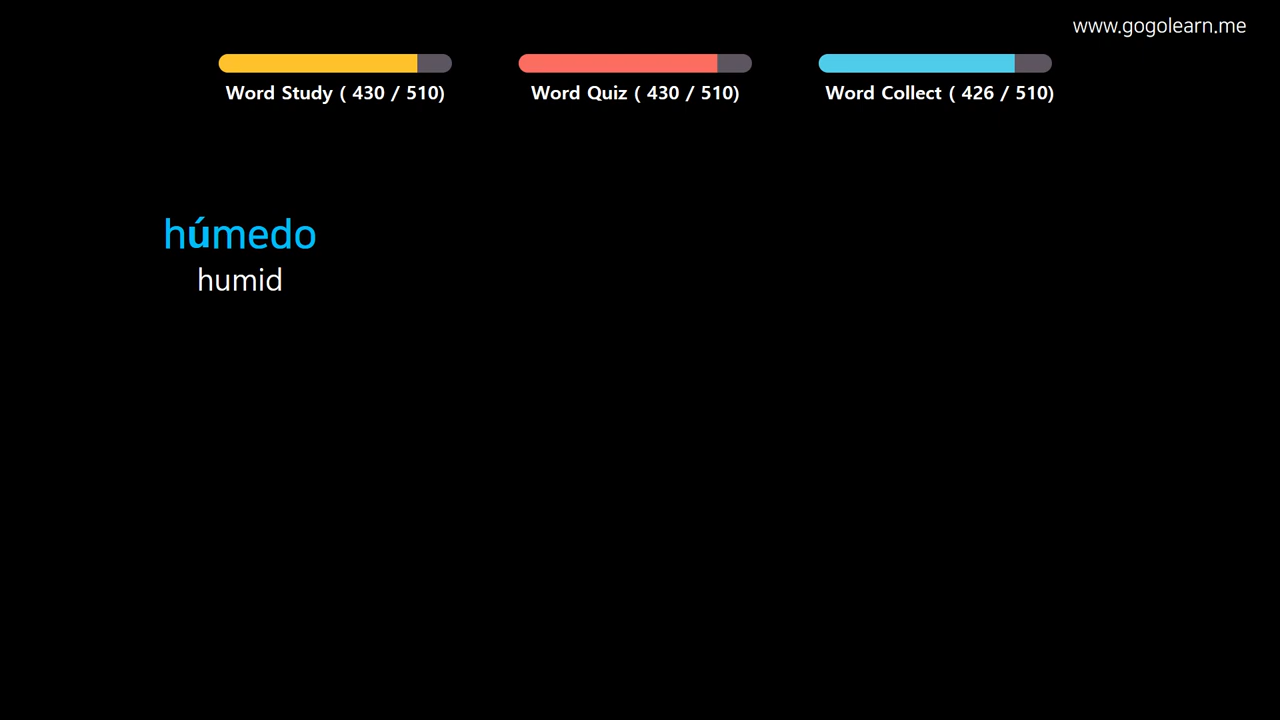 www.gogolearn.me
Word Study ( 430 / 510)
Word Quiz ( 430 / 510)
Word Collect ( 426 / 510)
húmedo
humid